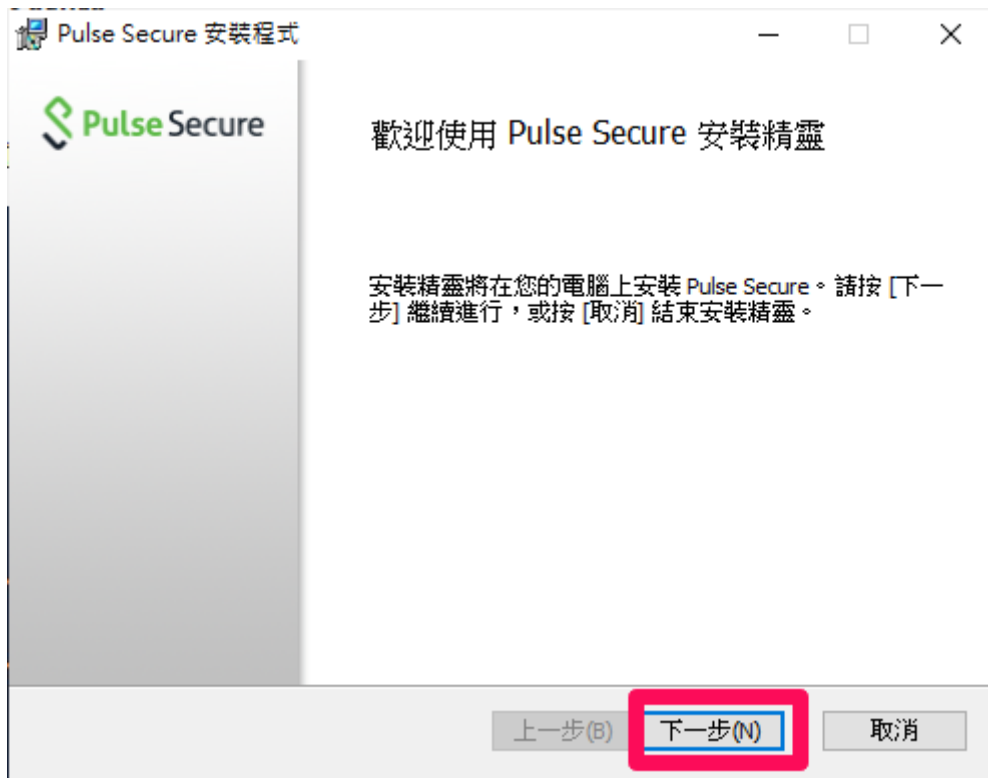 Pulse Secure 安裝程式
Pulse Secure
歡迎使用 Pulse Secure 安裝精靈
安裝精靈將在您的電腦上安裝 Pulse Secure。請按 [下一
步] 繼續進行，或按 [取消] 結束安裝精靈。
上一步(B) 下一步(N) 取消